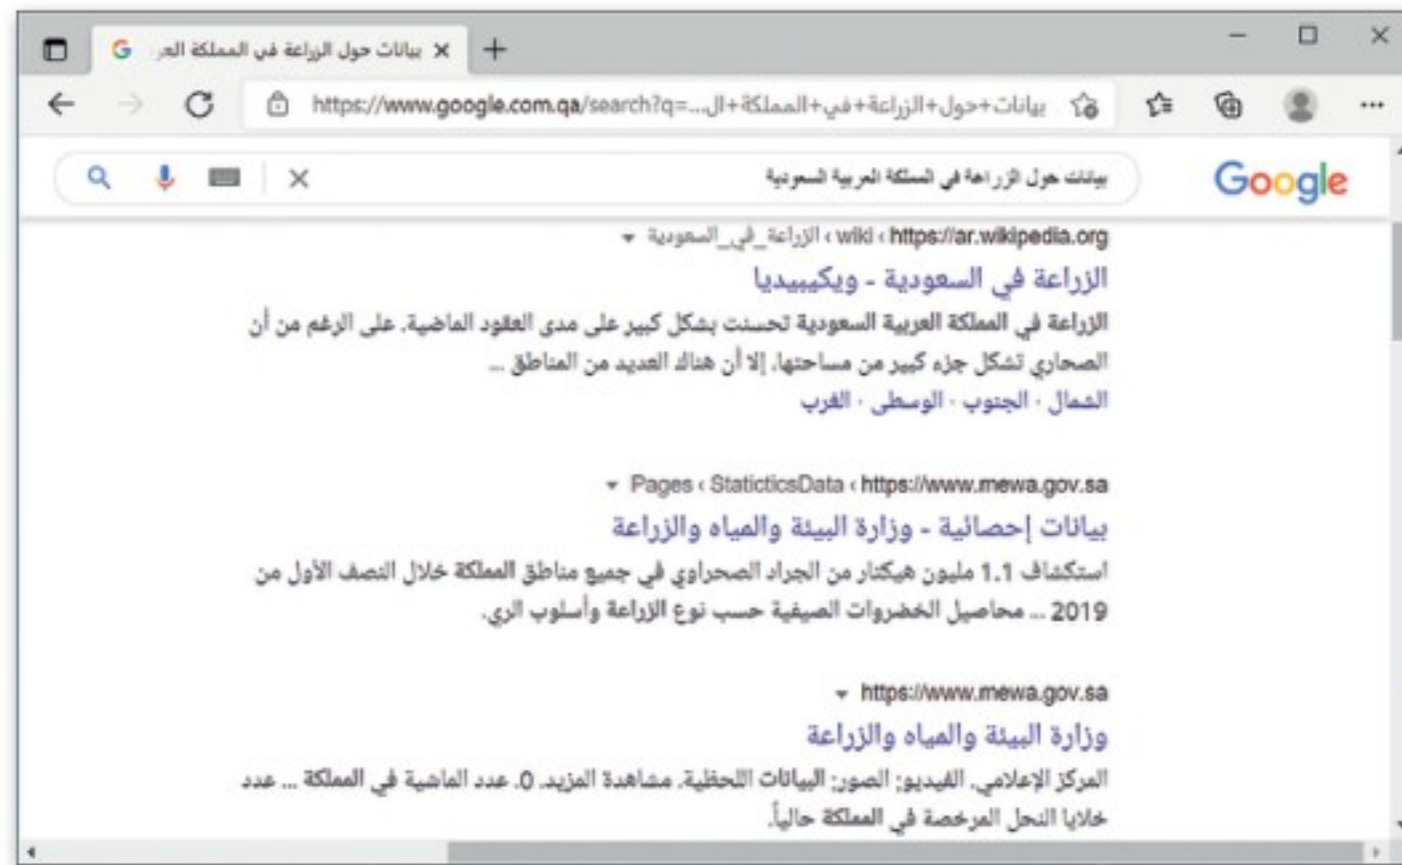 بيانات حول الزراعة في المملكة العر
https://www.google.com.qa/search?q=بيانات+حول+الزراعة+في+المملكة+ال...
بيانات حول الزراعة في المملكة العربية السعودية
Google
https://ar.wikipedia.org › wiki › الزراعة_في_السعودية
الزراعة في السعودية - ويكيبيديا
الزراعة في المملكة العربية السعودية تحسنت بشكل كبير على مدى العقود الماضية. على الرغم من أن
الصحاري تشكل جزء كبير من مساحتها. إلا أن هناك العديد من المناطق ...
الشمال · الجنوب · الوسطى · الغرب
https://www.mewa.gov.sa › StaticticsData › Pages
بيانات إحصائية - وزارة البيئة والمياه والزراعة
استكشاف 1.1 مليون هيكتار من الجراد الصحراوي في جميع مناطق المملكة خلال النصف الأول من
2019 ... محاصيل الخضروات الصيفية حسب نوع الزراعة وأسلوب الري.
https://www.mewa.gov.sa
وزارة البيئة والمياه والزراعة
المركز الإعلامي. الفيديو; الصور; البيانات اللحظية. مشاهدة المزيد. 0. عدد الماشية في المملكة ... عدد
خلايا النحل المرخصة في المملكة حالياً.